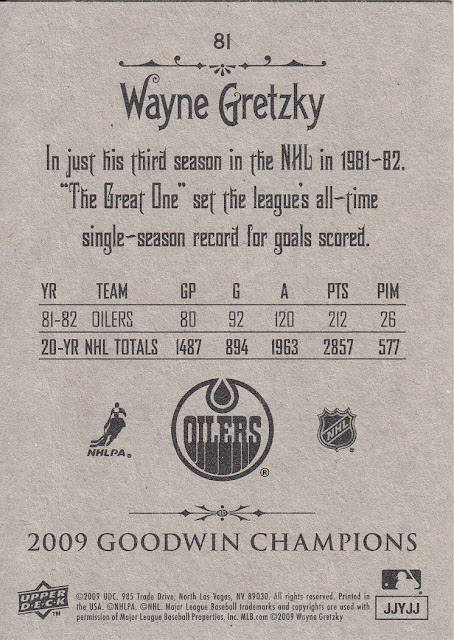 81
Wayne Gretzky
In just his third season in the NHL in 1981-82,
"The Great One" set the league's all-time
single-season record for goals scored.
YR TEAM GP G A PTS PIM
81-82 OILERS 80 92 120 212 26
20-YR NHL TOTALS 1487 894 1963 2857 577
NHLPA®
OILERS®
NHL®
2009 GOODWIN CHAMPIONS
UPPER DECK™
©2009 UDC. 985 Trade Drive, North Las Vegas, NV 89030. All rights reserved. Printed in
the USA. ©NHLPA. ©NHL. Major League Baseball trademarks and copyrights are used with
permission of Major League Baseball Properties, Inc. MLB.com ©2009 Wayne Gretzky
JJYJJ